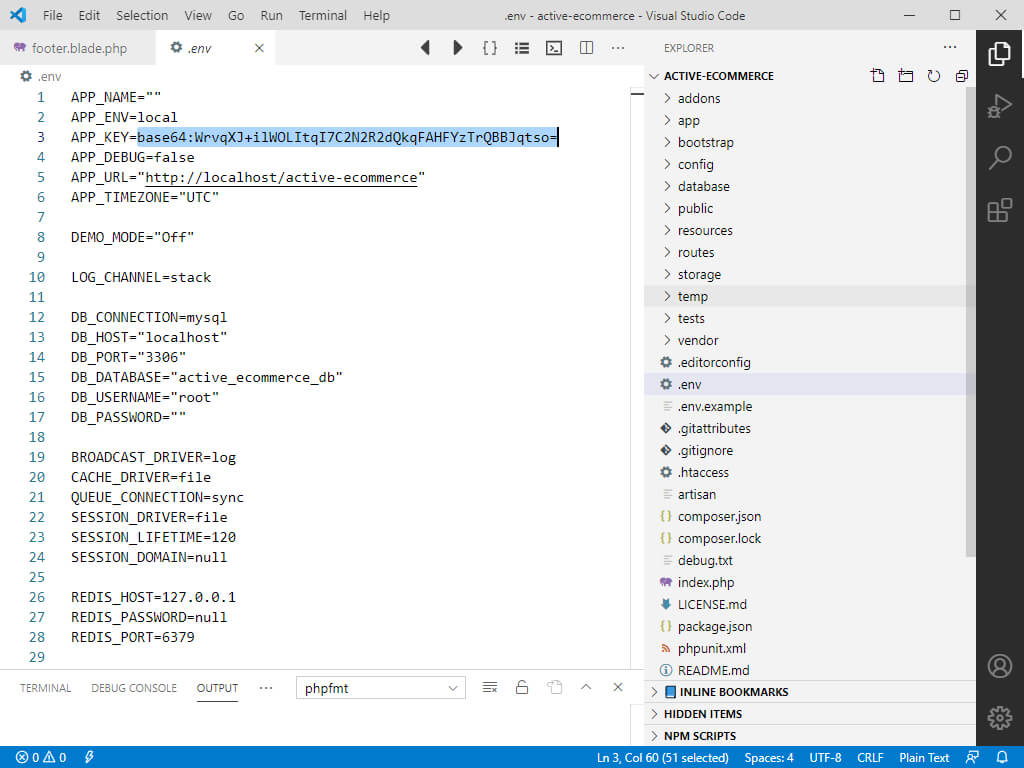 File Edit Selection View Go Run Terminal Help .env - active-ecommerce - Visual Studio Code
footer.blade.php .env
.env
1 APP_NAME=""
2 APP_ENV=local
3 APP_KEY=base64:WrvqXJ+ilWOLItqI7C2N2R2dQkqFAHFYzTrQBBJqtso=
4 APP_DEBUG=false
5 APP_URL="http://localhost/active-ecommerce"
6 APP_TIMEZONE="UTC"
7
8 DEMO_MODE="Off"
9
10 LOG_CHANNEL=stack
11
12 DB_CONNECTION=mysql
13 DB_HOST="localhost"
14 DB_PORT="3306"
15 DB_DATABASE="active_ecommerce_db"
16 DB_USERNAME="root"
17 DB_PASSWORD=""
18
19 BROADCAST_DRIVER=log
20 CACHE_DRIVER=file
21 QUEUE_CONNECTION=sync
22 SESSION_DRIVER=file
23 SESSION_LIFETIME=120
24 SESSION_DOMAIN=null
25
26 REDIS_HOST=127.0.0.1
27 REDIS_PASSWORD=null
28 REDIS_PORT=6379
29
TERMINAL DEBUG CONSOLE OUTPUT ··· phpfmt
EXPLORER
ACTIVE-ECOMMERCE
addons
app
bootstrap
config
database
public
resources
routes
storage
temp
tests
vendor
.editorconfig
.env
.env.example
.gitattributes
.gitignore
.htaccess
artisan
composer.json
composer.lock
debug.txt
index.php
LICENSE.md
package.json
phpunit.xml
README.md
INLINE BOOKMARKS
HIDDEN ITEMS
NPM SCRIPTS
0 0 Ln 3, Col 60 (51 selected) Spaces: 4 UTF-8 CRLF Plain Text